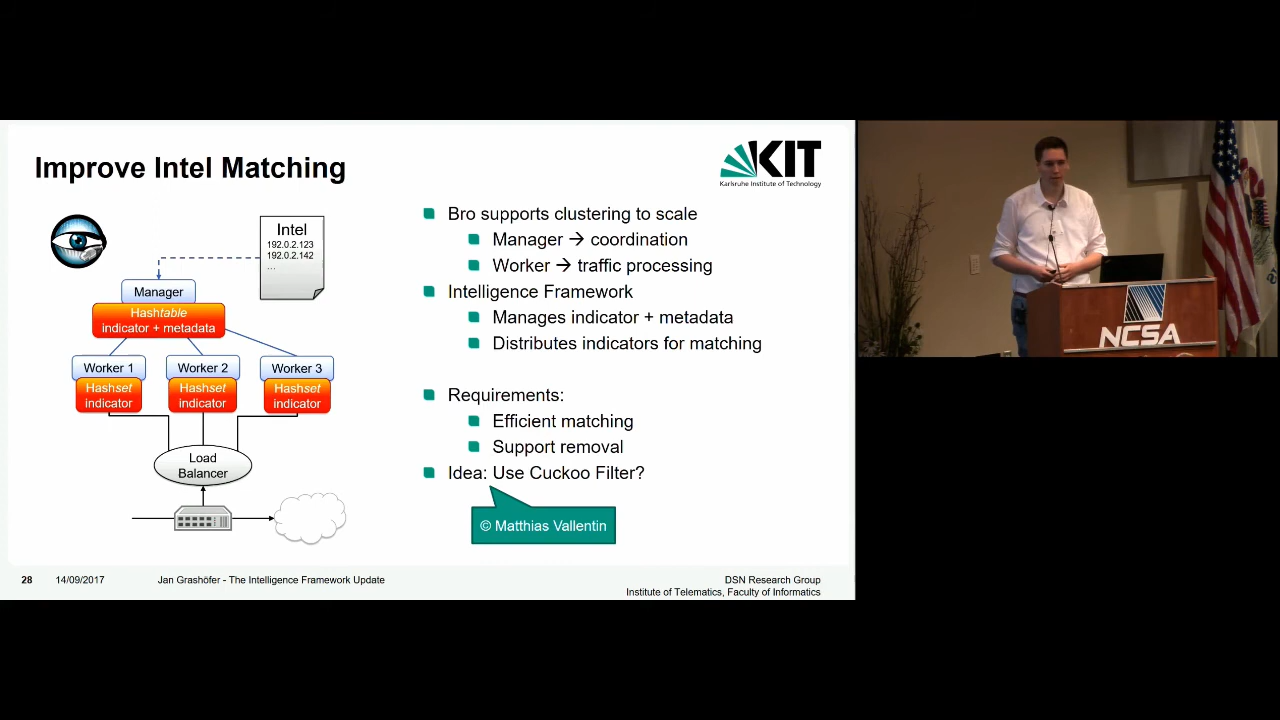 Improve Intel Matching
KIT
Karlsruhe Institute of Technology
Intel
192.0.2.123
192.0.2.142
...
Manager
Hashtable
indicator + metadata
Worker 1
Hashset
indicator
Worker 2
Hashset
indicator
Worker 3
Hashset
indicator
Load
Balancer
Bro supports clustering to scale
Manager → coordination
Worker → traffic processing
Intelligence Framework
Manages indicator + metadata
Distributes indicators for matching
Requirements:
Efficient matching
Support removal
Idea: Use Cuckoo Filter?
© Matthias Vallentin
28 14/09/2017 Jan Grashöfer - The Intelligence Framework Update
DSN Research Group
Institute of Telematics, Faculty of Informatics
NCSA